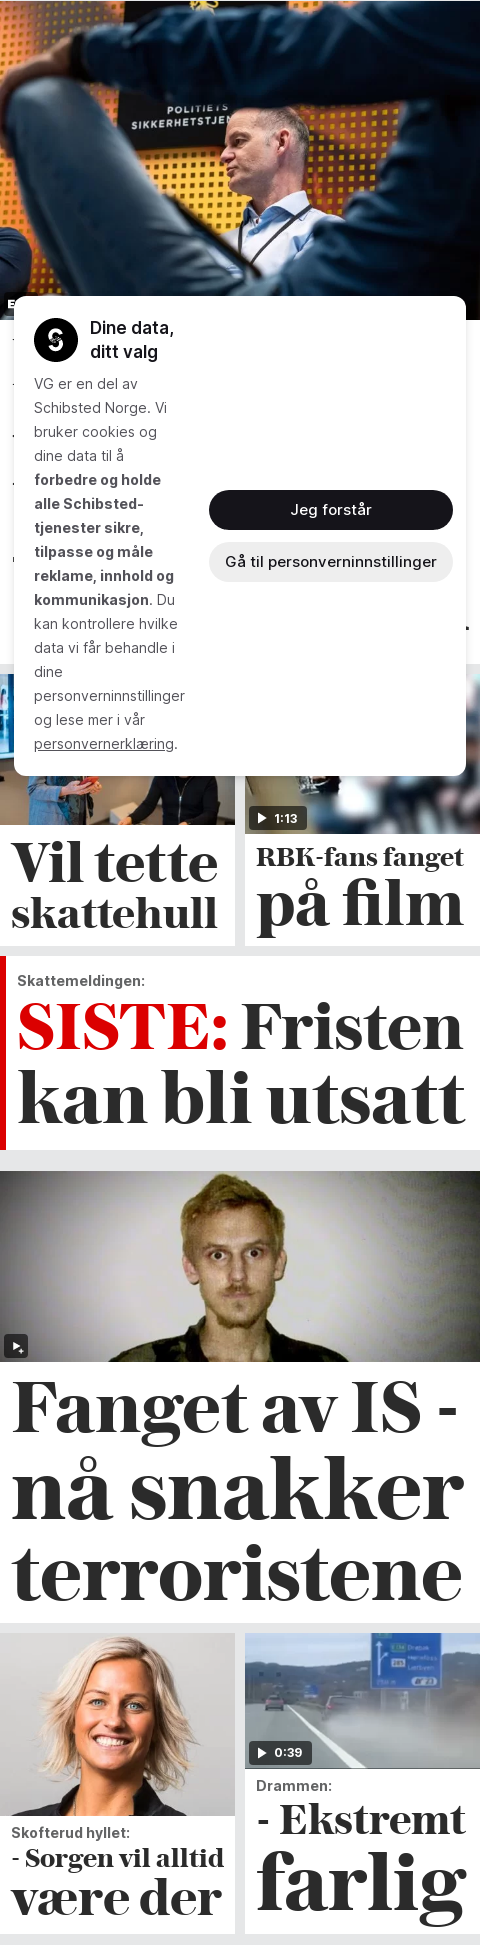 POLITIETS
SIKKERHETSTJEN
Dine data,
ditt valg
VG er en del av
Schibsted Norge. Vi
bruker cookies og
dine data til å
forbedre og holde
alle Schibsted-
tjenester sikre,
tilpasse og måle
reklame, innhold og
kommunikasjon. Du
kan kontrollere hvilke
data vi får behandle i
dine
personverninnstillinger
og lese mer i vår
personvernerklæring.
Jeg forstår
Gå til personverninnstillinger
Vil tette
skattehull
1:13
RBK-fans fanget
på film
Skattemeldingen:
SISTE: Fristen
kan bli utsatt
Fanget av IS -
nå snakker
terroristene
Skofterud hyllet:
- Sorgen vil alltid
være der
0:39
Drammen:
- Ekstremt
farlig